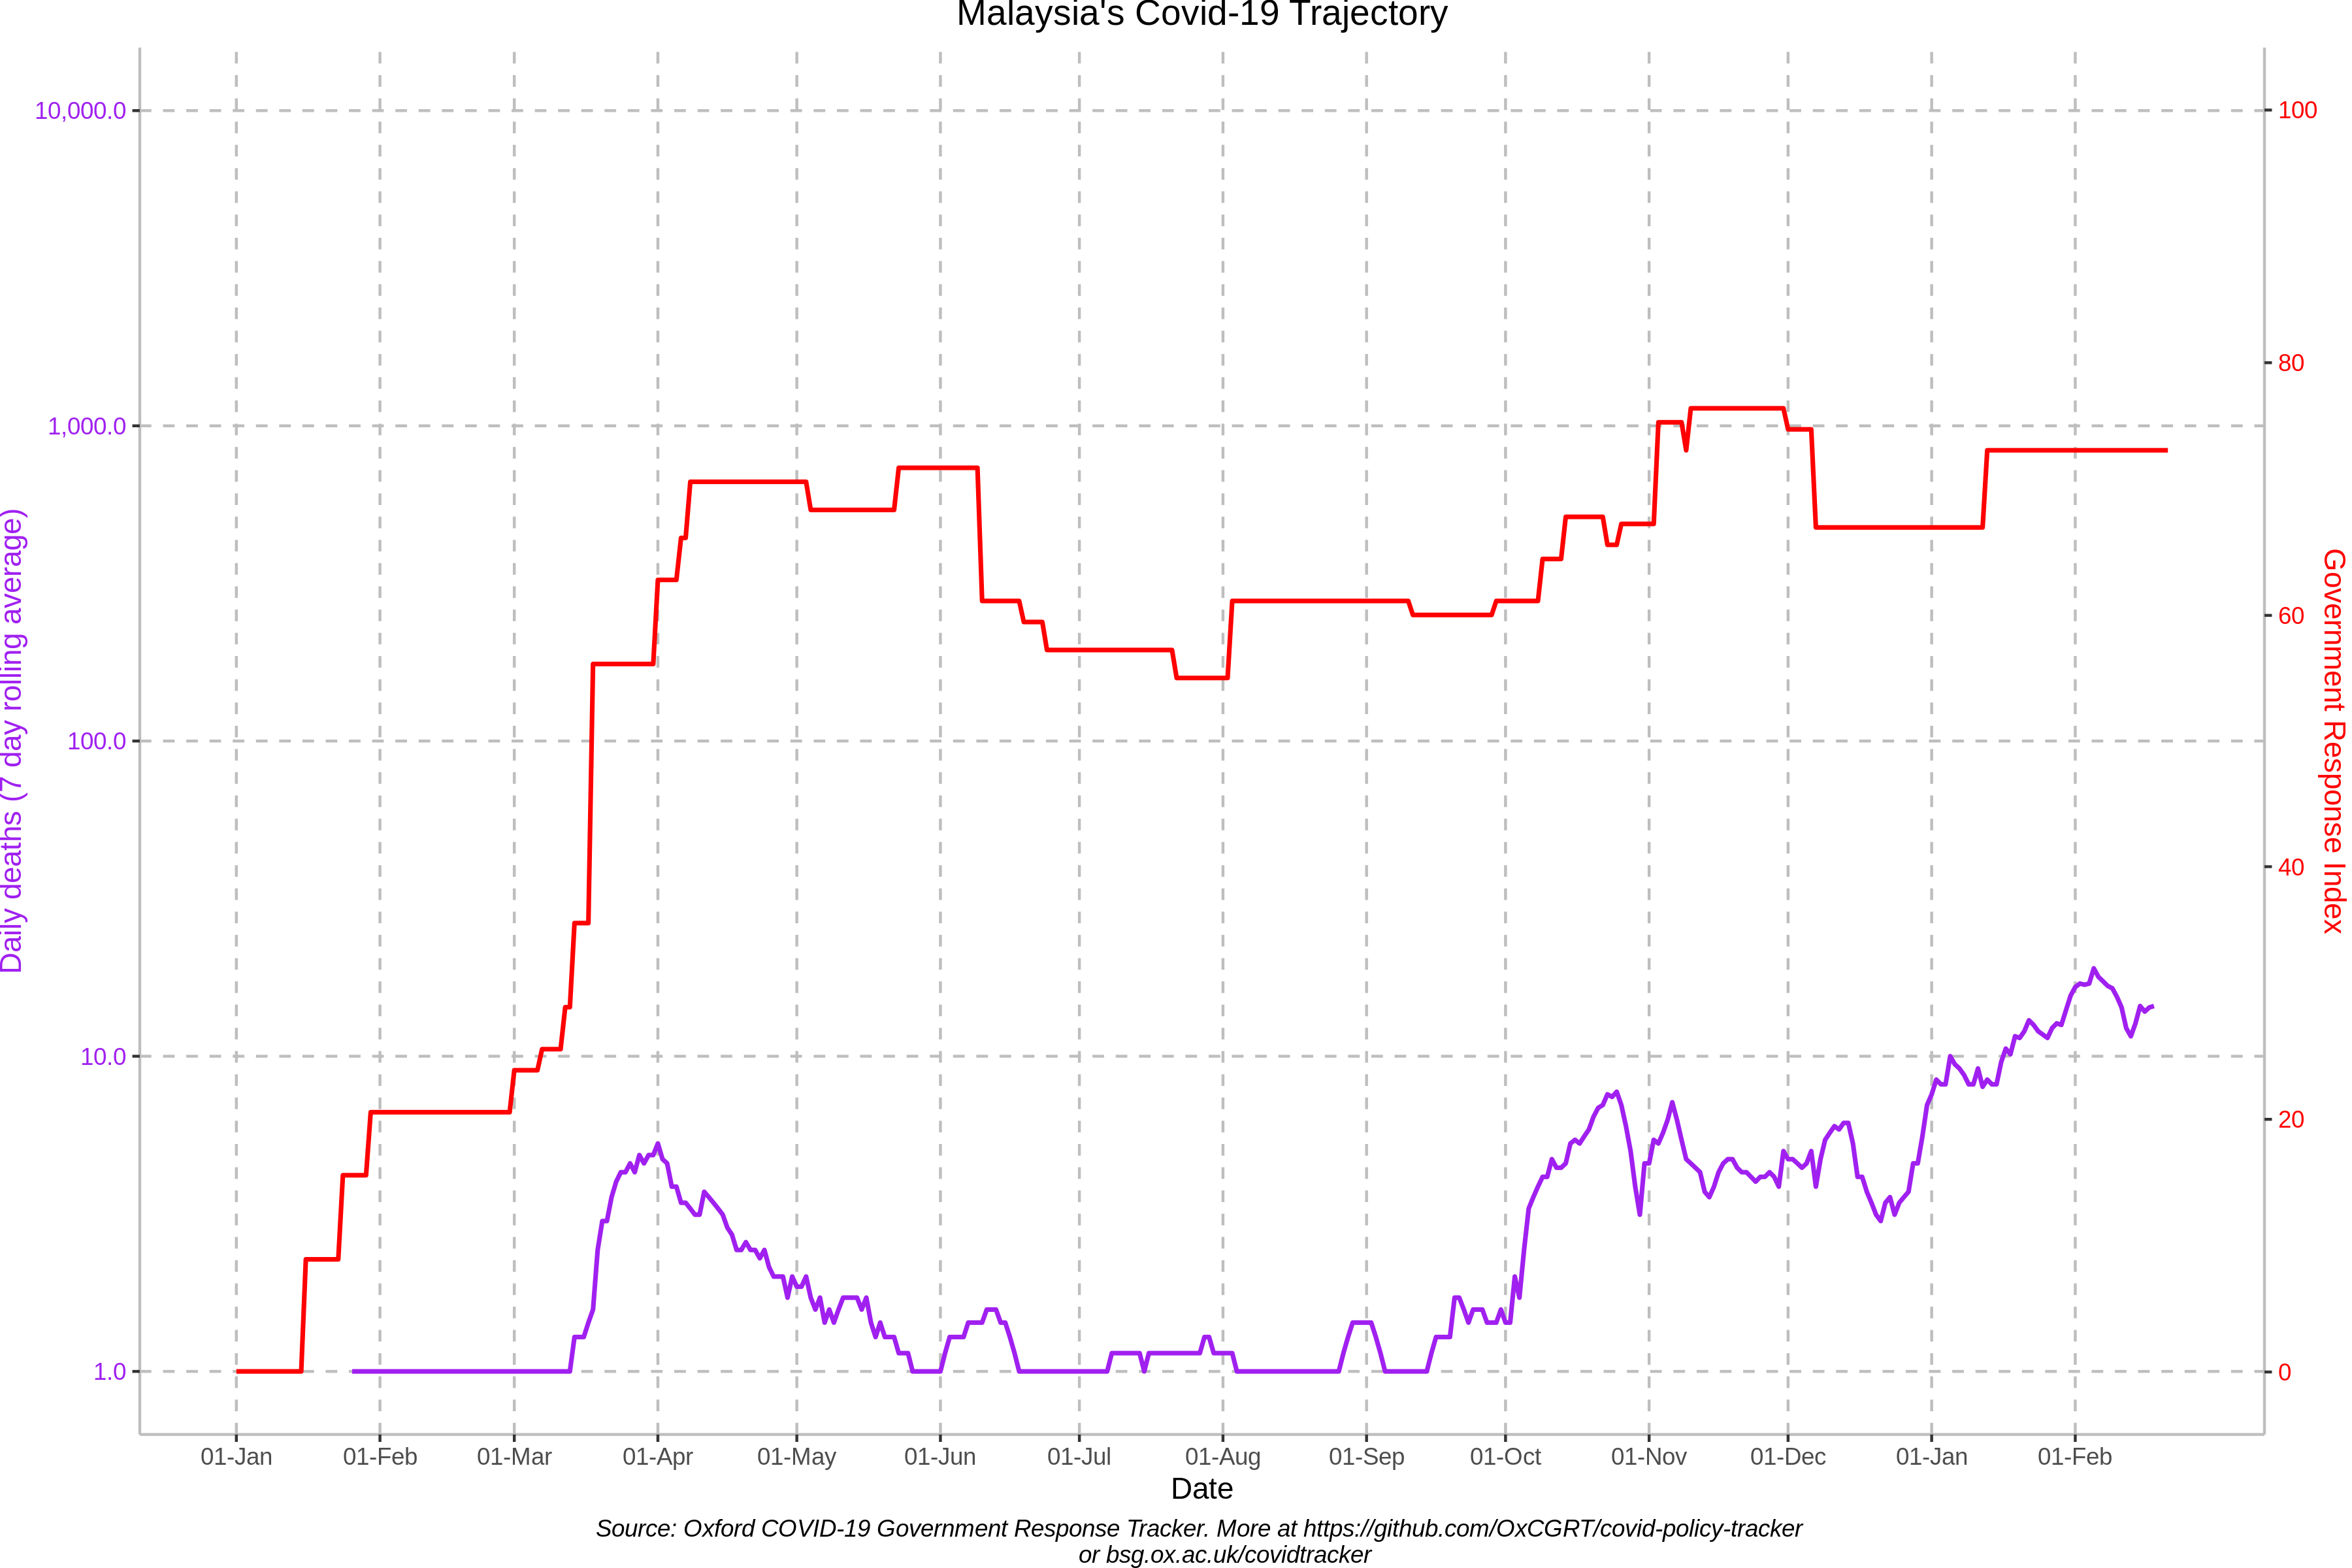 Malaysia's Covid-19 Trajectory
10,000.0
1,000.0
100.0
10.0
1.0
Daily deaths (7 day rolling average)
100
80
60
40
20
0
Government Response Index
01-Jan 01-Feb 01-Mar 01-Apr 01-May 01-Jun 01-Jul 01-Aug 01-Sep 01-Oct 01-Nov 01-Dec 01-Jan 01-Feb
Date
Source: Oxford COVID-19 Government Response Tracker. More at https://github.com/OxCGRT/covid-policy-tracker
or bsg.ox.ac.uk/covidtracker